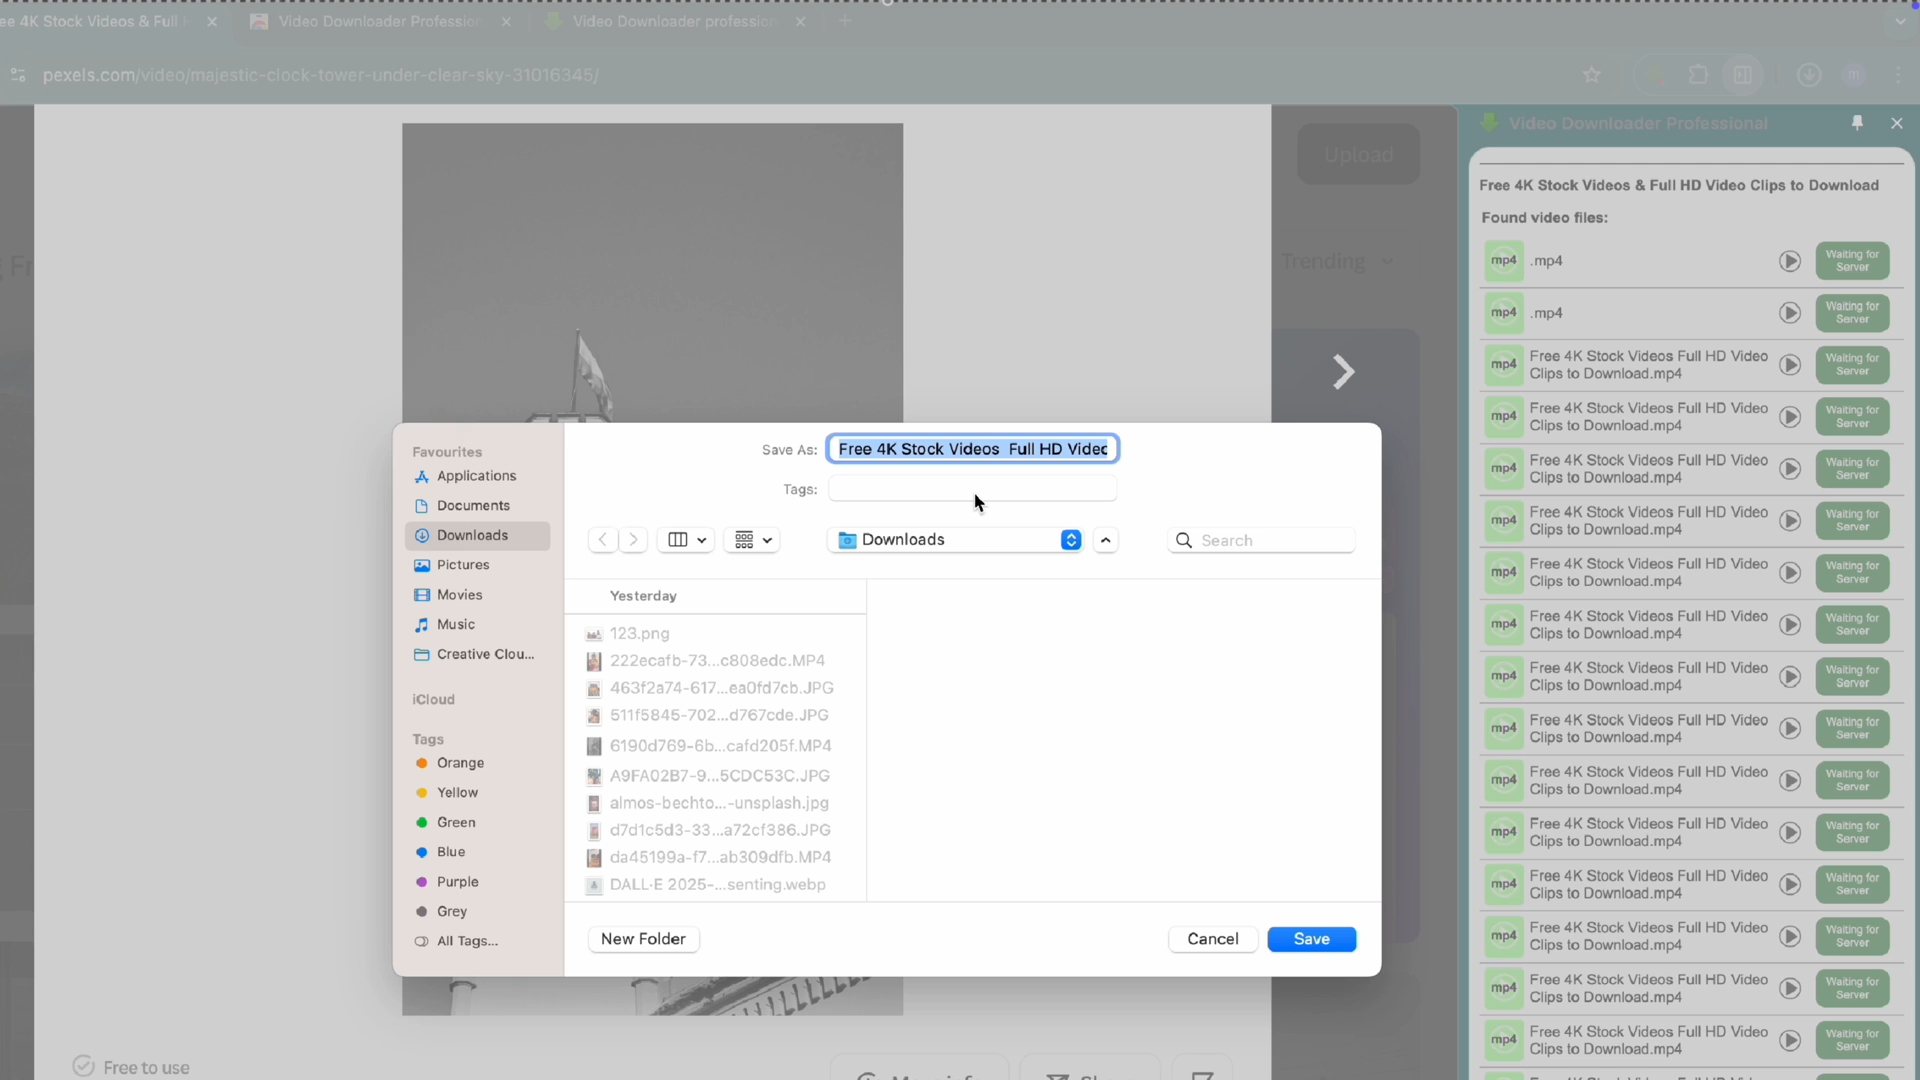 ee 4K Stock Videos & Full H
Video Downloader Profession
Video Downloader profession
pexels.com/video/majestic-clock-tower-under-clear-sky-31016345/
m
Upload
Trending
Free to use
Save As: Free 4K Stock Videos  Full HD Video
Tags:
Favourites
Applications
Documents
Downloads
Pictures
Movies
Music
Creative Clou...
iCloud
Tags
Orange
Yellow
Green
Blue
Purple
Grey
All Tags...
Downloads
Search
Yesterday
123.png
222ecafb-73...c808edc.MP4
463f2a74-617...ea0fd7cb.JPG
511f5845-702...d767cde.JPG
6190d769-6b...cafd205f.MP4
A9FA02B7-9...5CDC53C.JPG
almos-bechto...-unsplash.jpg
d7d1c5d3-33...a72cf386.JPG
da45199a-f7...ab309dfb.MP4
DALL·E 2025-...senting.webp
New Folder
Cancel
Save
Video Downloader Professional
Free 4K Stock Videos & Full HD Video Clips to Download
Found video files:
mp4 .mp4 Waiting for
Server
mp4 .mp4 Waiting for
Server
mp4 Free 4K Stock Videos Full HD Video Waiting for
Clips to Download.mp4 Server
mp4 Free 4K Stock Videos Full HD Video Waiting for
Clips to Download.mp4 Server
mp4 Free 4K Stock Videos Full HD Video Waiting for
Clips to Download.mp4 Server
mp4 Free 4K Stock Videos Full HD Video Waiting for
Clips to Download.mp4 Server
mp4 Free 4K Stock Videos Full HD Video Waiting for
Clips to Download.mp4 Server
mp4 Free 4K Stock Videos Full HD Video Waiting for
Clips to Download.mp4 Server
mp4 Free 4K Stock Videos Full HD Video Waiting for
Clips to Download.mp4 Server
mp4 Free 4K Stock Videos Full HD Video Waiting for
Clips to Download.mp4 Server
mp4 Free 4K Stock Videos Full HD Video Waiting for
Clips to Download.mp4 Server
mp4 Free 4K Stock Videos Full HD Video Waiting for
Clips to Download.mp4 Server
mp4 Free 4K Stock Videos Full HD Video Waiting for
Clips to Download.mp4 Server
mp4 Free 4K Stock Videos Full HD Video Waiting for
Clips to Download.mp4 Server
mp4 Free 4K Stock Videos Full HD Video Waiting for
Clips to Download.mp4 Server
mp4 Free 4K Stock Videos Full HD Video Waiting for
Clips to Download.mp4 Server